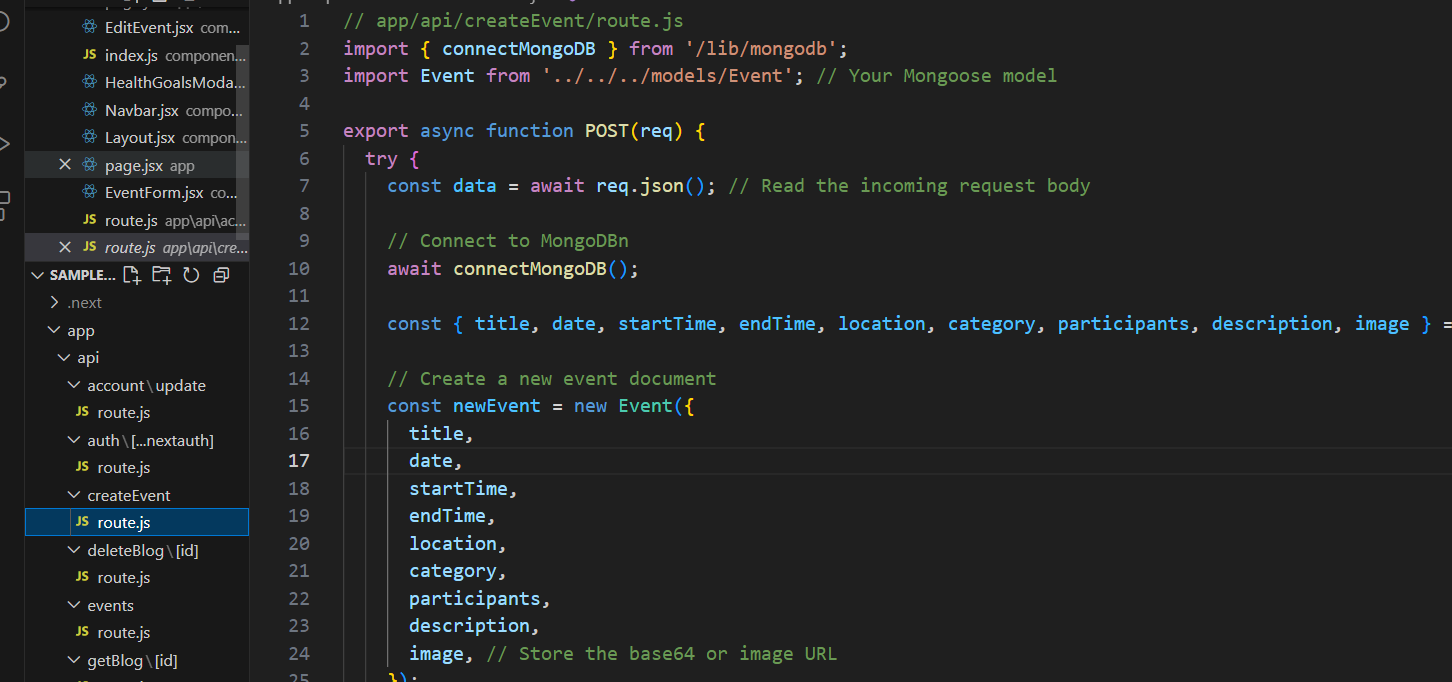 EditEvent.jsx com...
JS index.js componen...
HealthGoalsModa...
Navbar.jsx compo...
Layout.jsx compon...
page.jsx app
EventForm.jsx co...
JS route.js app\api\ac...
JS route.js app\api\cre...
SAMPLE...
.next
app
api
account\update
JS route.js
auth\[...nextauth]
JS route.js
createEvent
JS route.js
deleteBlog\[id]
JS route.js
events
JS route.js
getBlog\[id]
1 // app/api/createEvent/route.js
2 import { connectMongoDB } from '/lib/mongodb';
3 import Event from '../../../models/Event'; // Your Mongoose model
4
5 export async function POST(req) {
6 try {
7 const data = await req.json(); // Read the incoming request body
8
9 // Connect to MongoDBn
10 await connectMongoDB();
11
12 const { title, date, startTime, endTime, location, category, participants, description, image } =
13
14 // Create a new event document
15 const newEvent = new Event({
16 title,
17 date,
18 startTime,
19 endTime,
20 location,
21 category,
22 participants,
23 description,
24 image, // Store the base64 or image URL
25 });